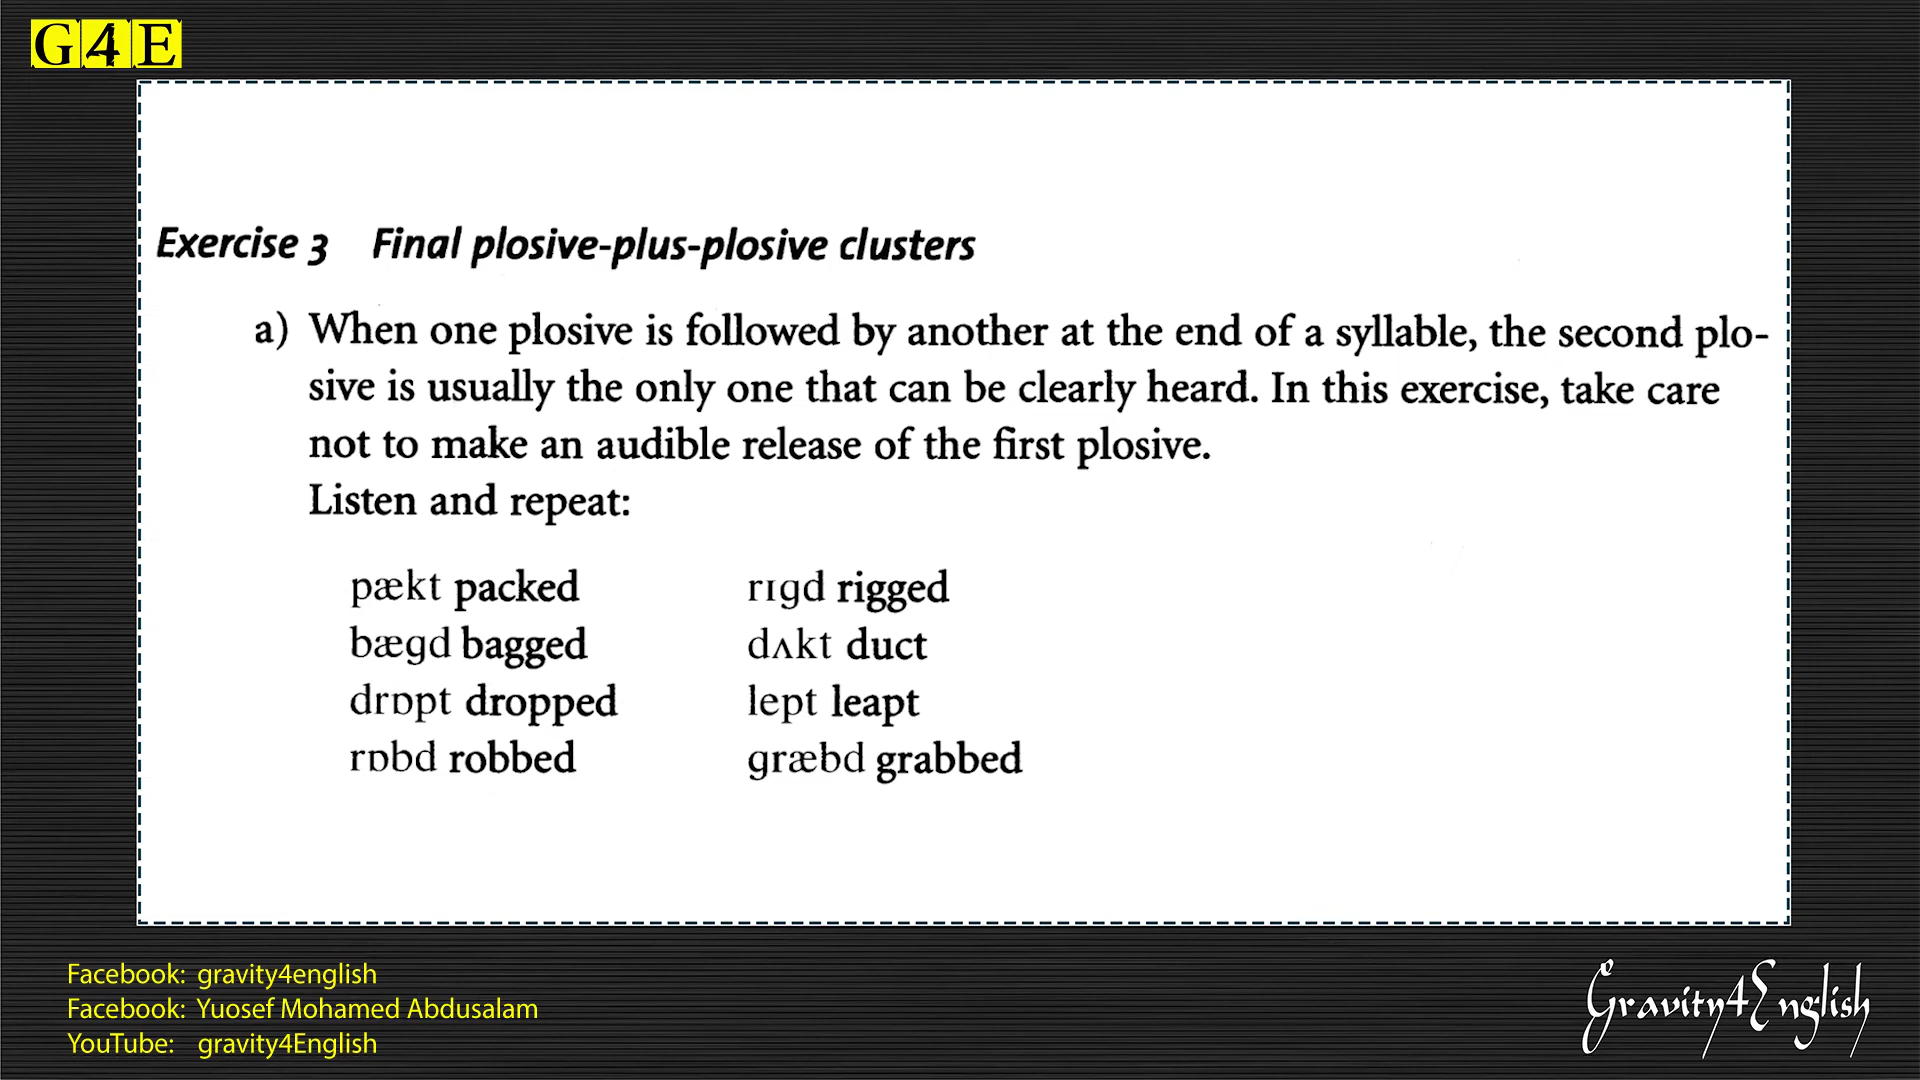 G4E
Exercise 3 Final plosive-plus-plosive clusters
a) When one plosive is followed by another at the end of a syllable, the second plo-
sive is usually the only one that can be clearly heard. In this exercise, take care
not to make an audible release of the first plosive.
Listen and repeat:
pækt packed rɪɡd rigged
bæɡd bagged dʌkt duct
drɒpt dropped lept leapt
rɒbd robbed ɡræbd grabbed
Facebook: gravity4english
Facebook: Yuosef Mohamed Abdusalam
YouTube: gravity4English
Gravity4English